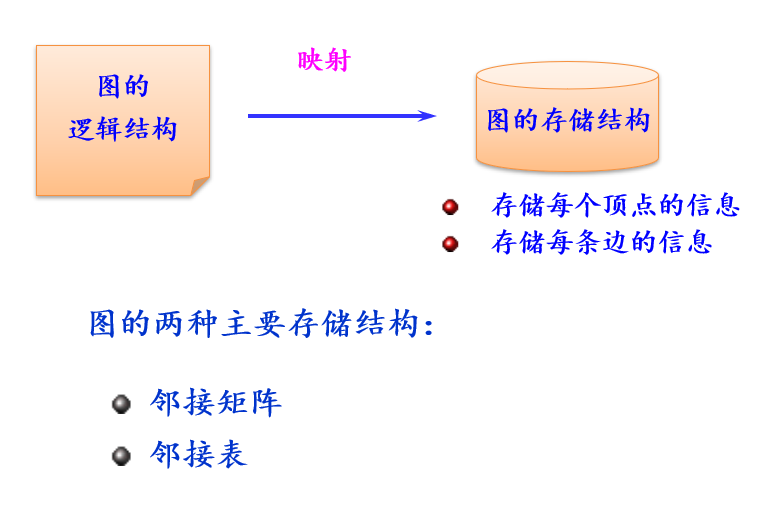 图的
逻辑结构
映射
图的存储结构
存储每个顶点的信息
存储每条边的信息
图的两种主要存储结构：
邻接矩阵
邻接表